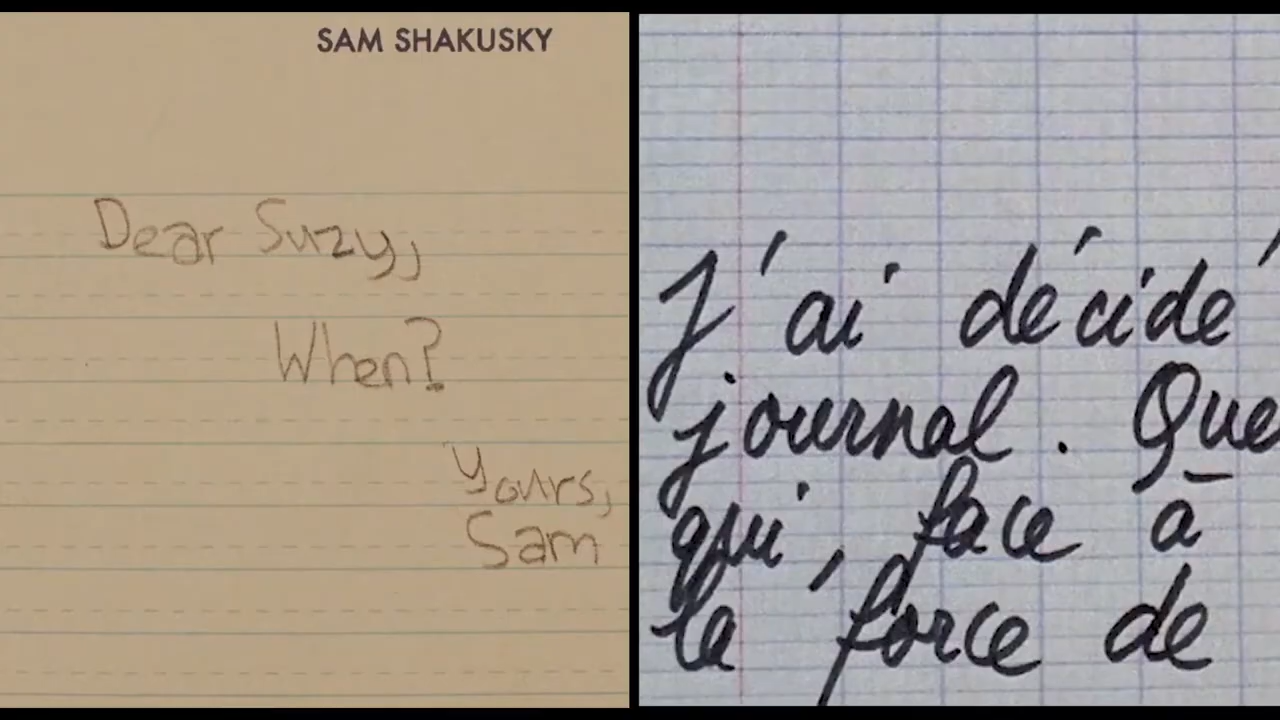 SAM SHAKUSKY
Dear Suzy,
When?
Yours,
Sam
J'ai décidé
journal. Que
qui, face à
la force de